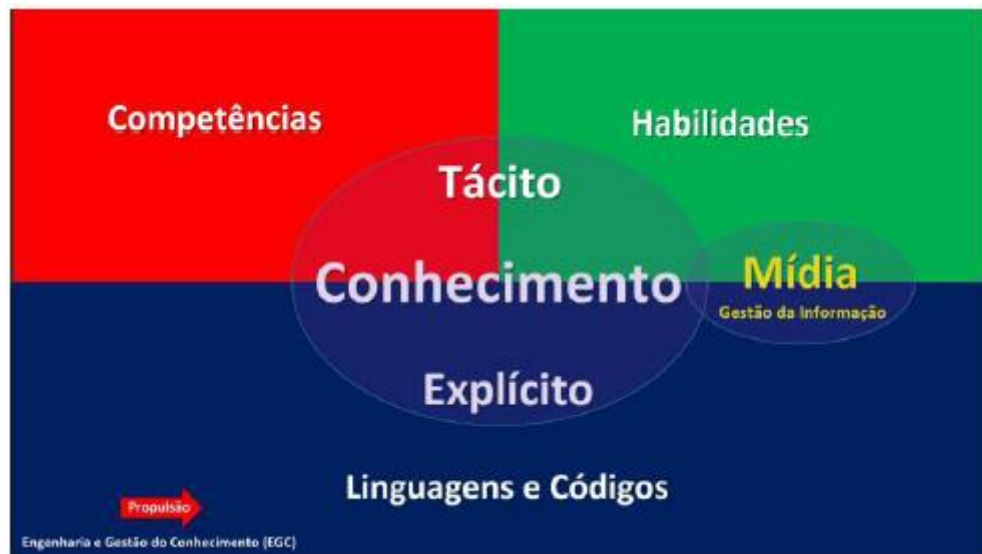 Competências
Habilidades
Tácito
Conhecimento
Mídia
Gestão da Informação
Explícito
Linguagens e Códigos
Propulsão
Engenharia e Gestão do Conhecimento (EGC)